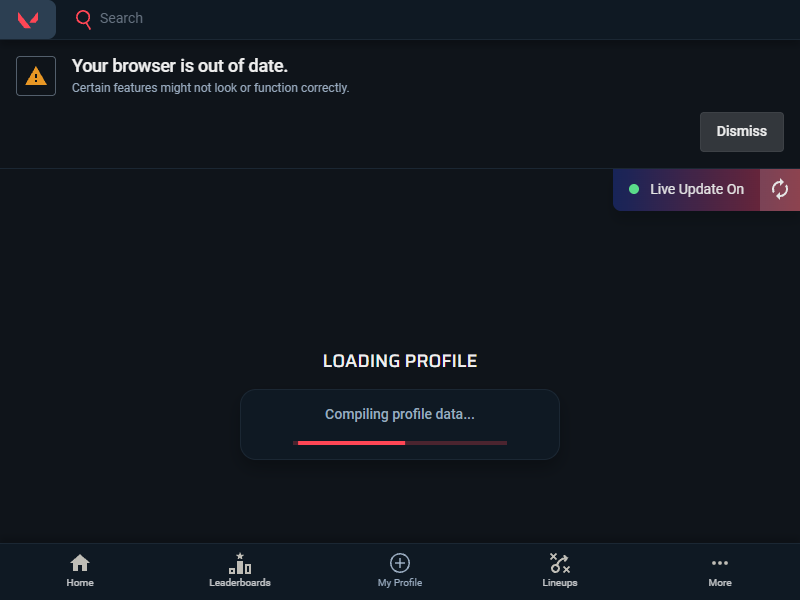 Search
Your browser is out of date.
Certain features might not look or function correctly.
Dismiss
Live Update On
LOADING PROFILE
Compiling profile data...
Home
Leaderboards
My Profile
Lineups
More